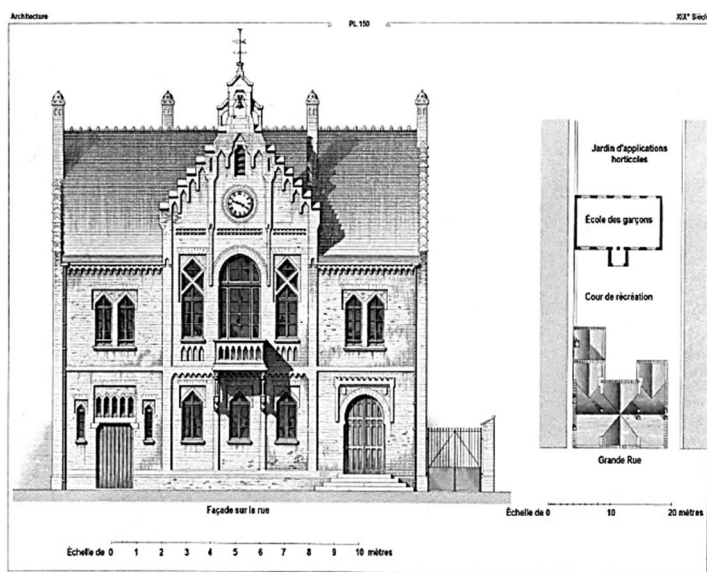 Architecture
PL.150
XIX° Siècle
Jardin d'applications
horticoles
École des garçons
Cour de récréation
Grande Rue
Façade sur la rue
Échelle de 0 10 20 mètres
Échelle de 0 1 2 3 4 5 6 7 8 9 10 mètres